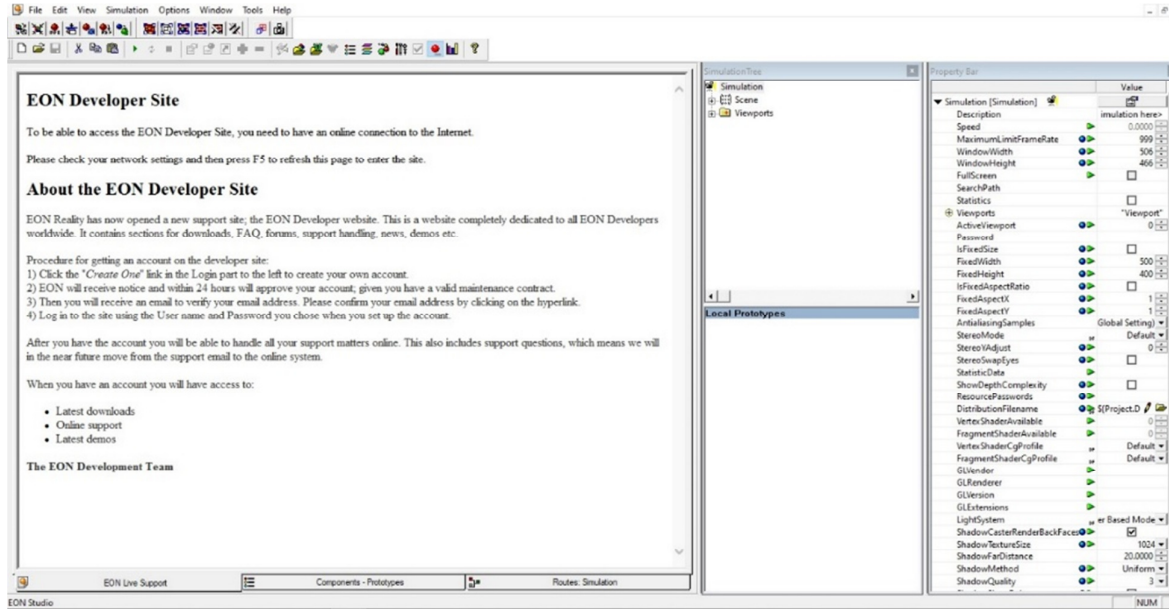 File Edit View Simulation Options Window Tools Help
EON Developer Site
To be able to access the EON Developer Site, you need to have an online connection to the Internet.
Please check your network settings and then press F5 to refresh this page to enter the site.
About the EON Developer Site
EON Reality has now opened a new support site; the EON Developer website. This is a website completely dedicated to all EON Developers
worldwide. It contains sections for downloads, FAQ, forums, support handling, news, demos etc.
Procedure for getting an account on the developer site:
1) Click the "Create One" link in the Login part to the left to create your own account.
2) EON will receive notice and within 24 hours will approve your account; given you have a valid maintenance contract.
3) Then you will receive an email to verify your email address. Please confirm your email address by clicking on the hyperlink.
4) Log in to the site using the User name and Password you chose when you set up the account.
After you have the account you will be able to handle all your support matters online. This also includes support questions, which means we will
in the near future move from the support email to the online system.
When you have an account you will have access to:
• Latest downloads
• Online support
• Latest demos
The EON Development Team
EON Live Support
Components - Prototypes
Routes: Simulation
SimulationTree
Simulation
Scene
Viewports
Local Prototypes
Property Bar
Value
Simulation [Simulation]
Description imulation here>
Speed 0.0000
MaximumLimitFrameRate 999
WindowWidth 506
WindowHeight 466
FullScreen
SearchPath
Statistics
Viewports "Viewport"
ActiveViewport 0
Password
IsFixedSize
FixedWidth 500
FixedHeight 400
IsFixedAspectRatio
FixedAspectX 1
FixedAspectY 1
AntialiasingSamples Global Setting)
StereoMode Default
StereoYAdjust 0
StereoSwapEyes
StatisticData
ShowDepthComplexity
ResourcePasswords
DistributionFilename $(Project.D
VertexShaderAvailable 0
FragmentShaderAvailable 0
VertexShaderCgProfile Default
FragmentShaderCgProfile Default
GLVendor
GLRenderer
GLVersion
GLExtensions
LightSystem er Based Mode
ShadowCasterRenderBackFaces
ShadowTextureSize 1024
ShadowFarDistance 20.0000
ShadowMethod Uniform
ShadowQuality 3
EON Studio
NUM